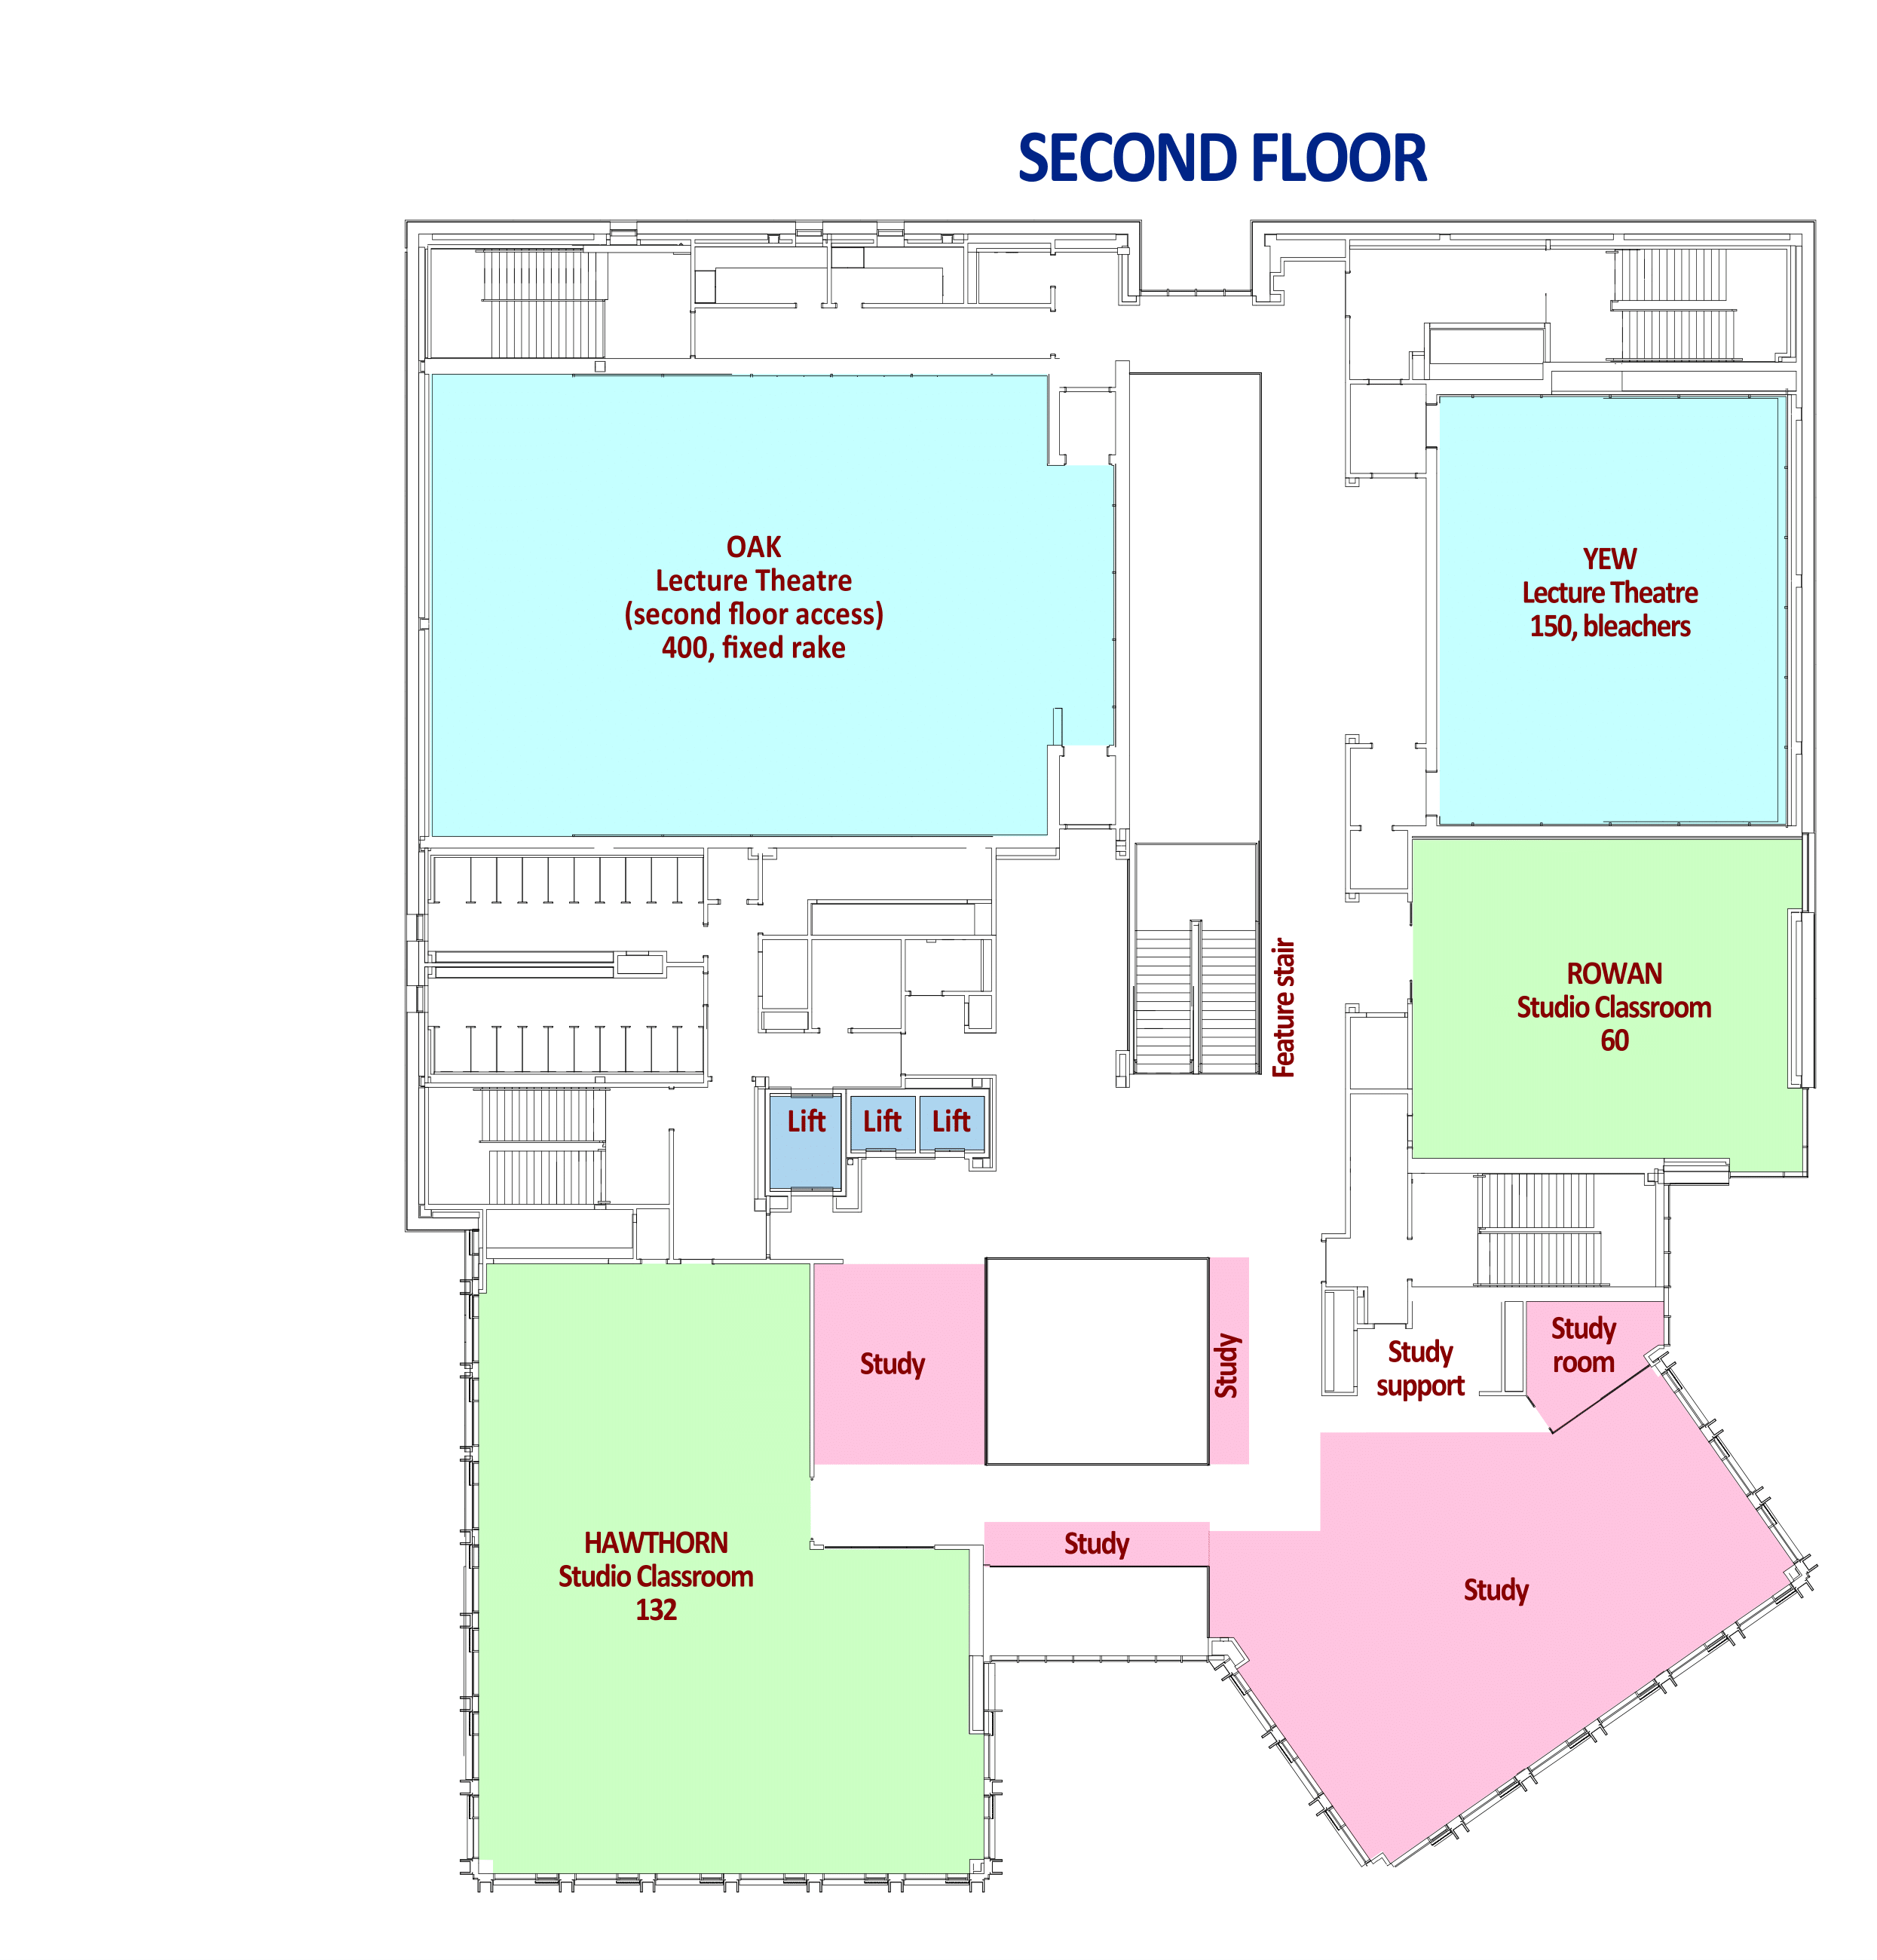 SECOND FLOOR
OAK
Lecture Theatre
(second floor access)
400, fixed rake
YEW
Lecture Theatre
150, bleachers
Feature stair
ROWAN
Studio Classroom
60
Lift
Lift
Lift
Study
Study
Study
support
Study
room
HAWTHORN
Studio Classroom
132
Study
Study